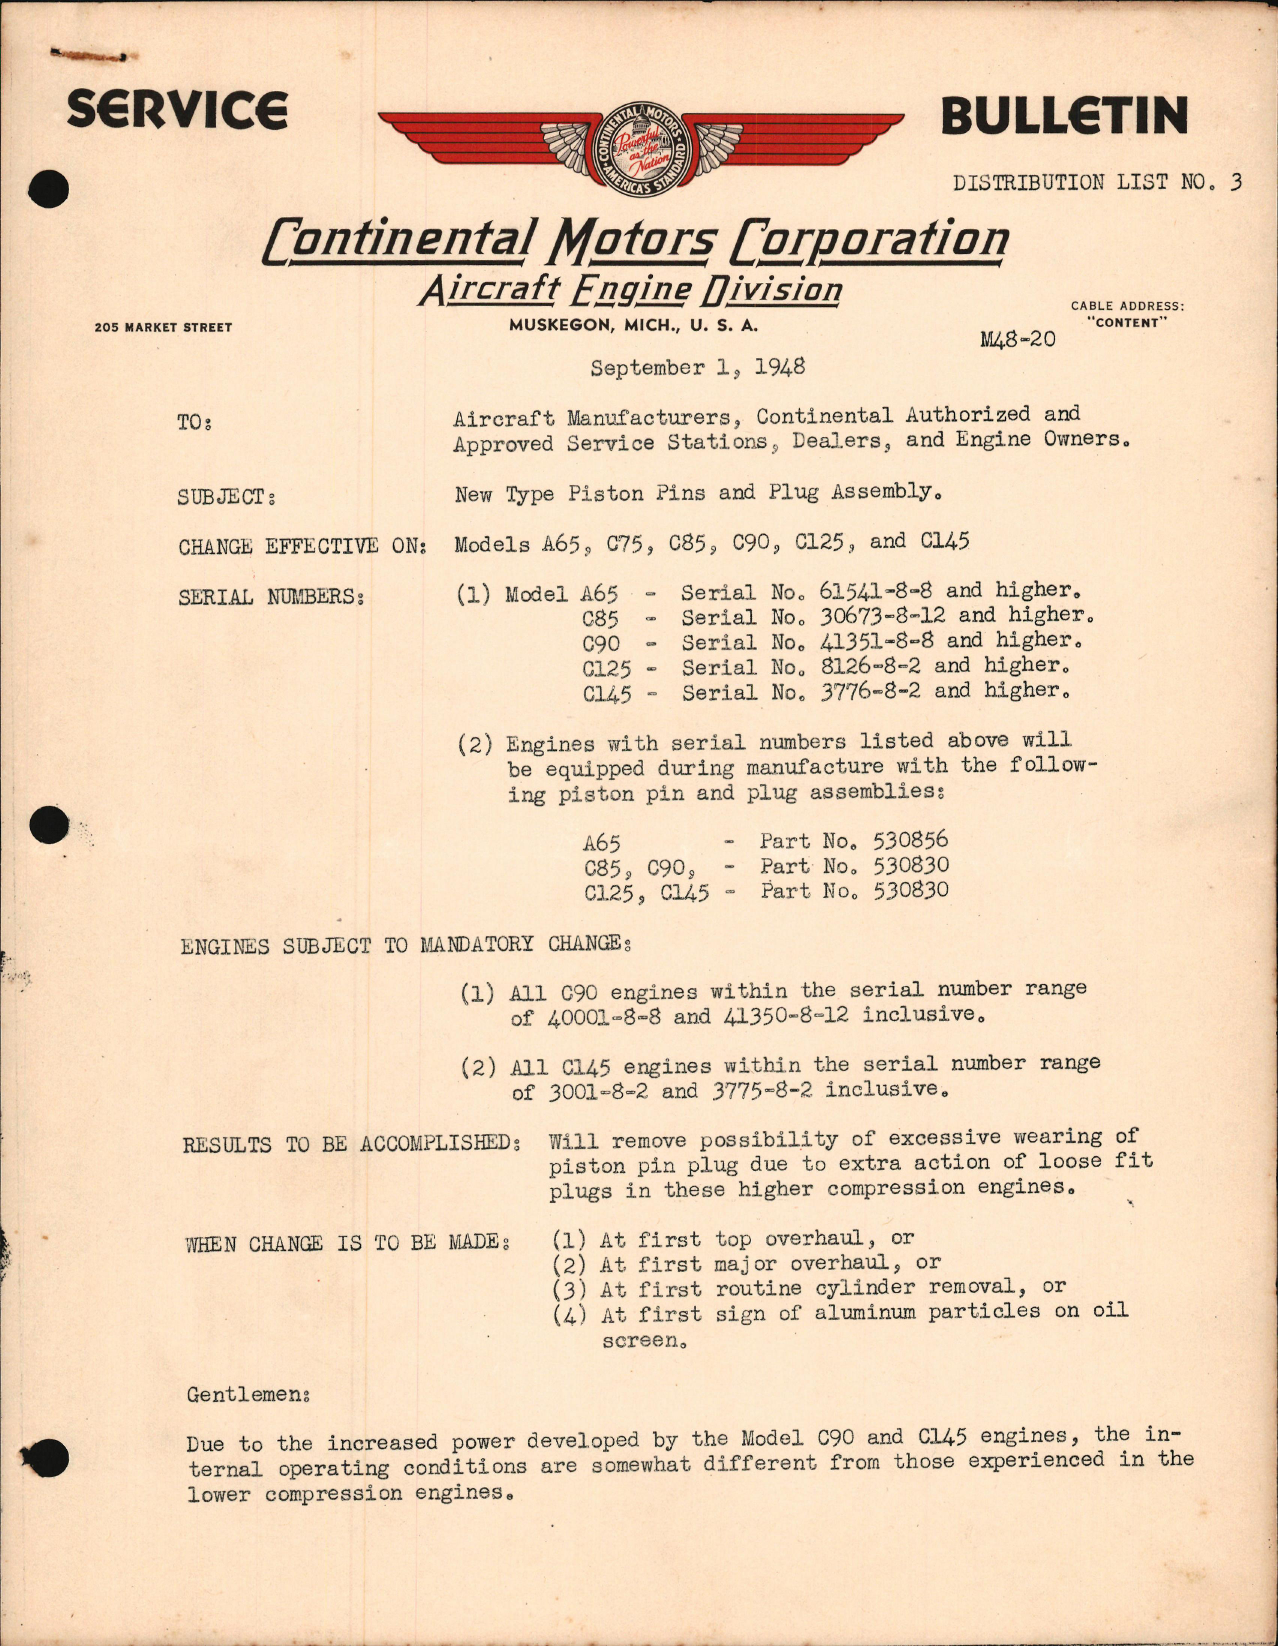 SERVICE
BULLETIN
CONTINENTAL MOTORS
Powerful
as the
Nation
AMERICA'S STANDARD
DISTRIBUTION LIST NO. 3
Continental Motors Corporation
Aircraft Engine Division
CABLE ADDRESS:
"CONTENT"
205 MARKET STREET
MUSKEGON, MICH., U. S. A.
M48-20
September 1, 1948
TO: Aircraft Manufacturers, Continental Authorized and
Approved Service Stations, Dealers, and Engine Owners.
SUBJECT: New Type Piston Pins and Plug Assembly.
CHANGE EFFECTIVE ON: Models A65, C75, C85, C90, C125, and C145
SERIAL NUMBERS: (1) Model A65 - Serial No. 61541-8-8 and higher.
C85 - Serial No. 30673-8-12 and higher.
C90 - Serial No. 41351-8-8 and higher.
C125 - Serial No. 8126-8-2 and higher.
C145 - Serial No. 3776-8-2 and higher.
(2) Engines with serial numbers listed above will
be equipped during manufacture with the follow-
ing piston pin and plug assemblies:
A65 - Part No. 530856
C85, C90, - Part No. 530830
C125, C145 - Part No. 530830
ENGINES SUBJECT TO MANDATORY CHANGE:
(1) All C90 engines within the serial number range
of 40001-8-8 and 41350-8-12 inclusive.
(2) All C145 engines within the serial number range
of 3001-8-2 and 3775-8-2 inclusive.
RESULTS TO BE ACCOMPLISHED: Will remove possibility of excessive wearing of
piston pin plug due to extra action of loose fit
plugs in these higher compression engines.
WHEN CHANGE IS TO BE MADE: (1) At first top overhaul, or
(2) At first major overhaul, or
(3) At first routine cylinder removal, or
(4) At first sign of aluminum particles on oil
screen.
Gentlemen:
Due to the increased power developed by the Model C90 and C145 engines, the in-
ternal operating conditions are somewhat different from those experienced in the
lower compression engines.